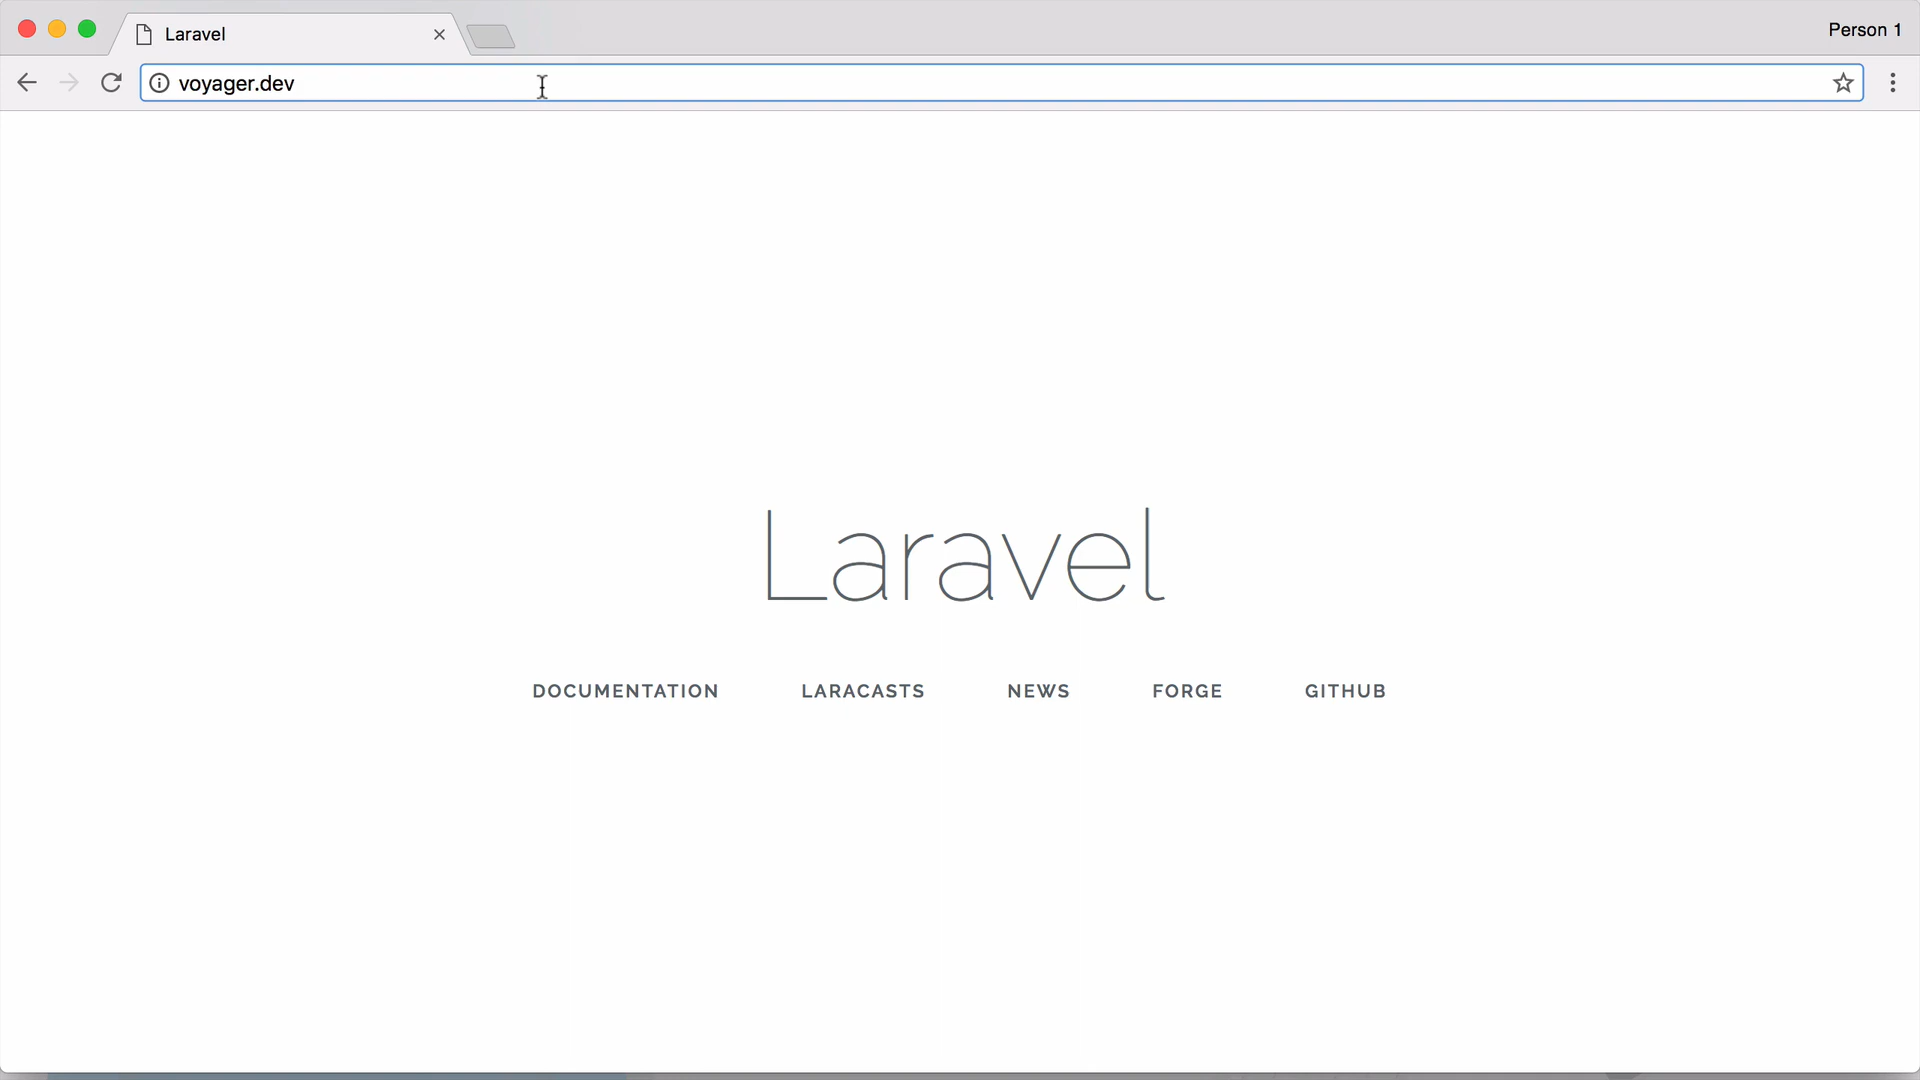 Laravel
Person 1
voyager.dev
Laravel
DOCUMENTATION LARACASTS NEWS FORGE GITHUB